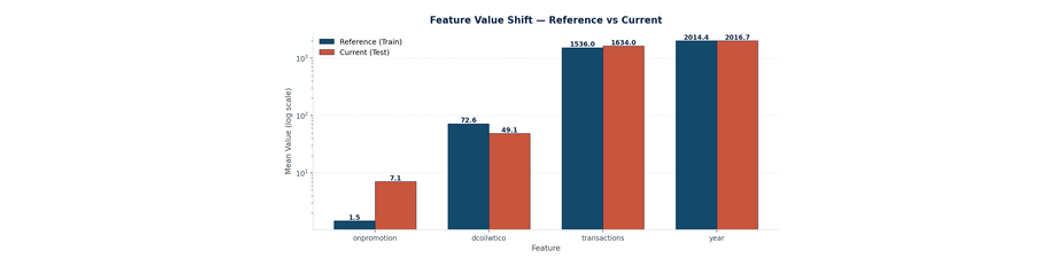 Feature Value Shift — Reference vs Current
Reference (Train)
Current (Test)
Mean Value (log scale)
10³
10²
10¹
1.5
7.1
72.6
49.1
1536.0
1634.0
2014.4
2016.7
onpromotion
dcoilwtico
transactions
year
Feature